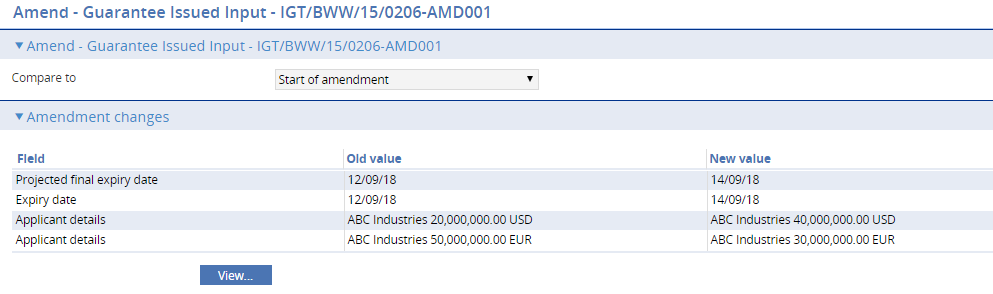 Amend - Guarantee Issued Input - IGT/BWW/15/0206-AMD001
Amend - Guarantee Issued Input - IGT/BWW/15/0206-AMD001
Compare to Start of amendment
Amendment changes
Field Old value New value
Projected final expiry date 12/09/18 14/09/18
Expiry date 12/09/18 14/09/18
Applicant details ABC Industries 20,000,000.00 USD ABC Industries 40,000,000.00 USD
Applicant details ABC Industries 50,000,000.00 EUR ABC Industries 30,000,000.00 EUR
View...